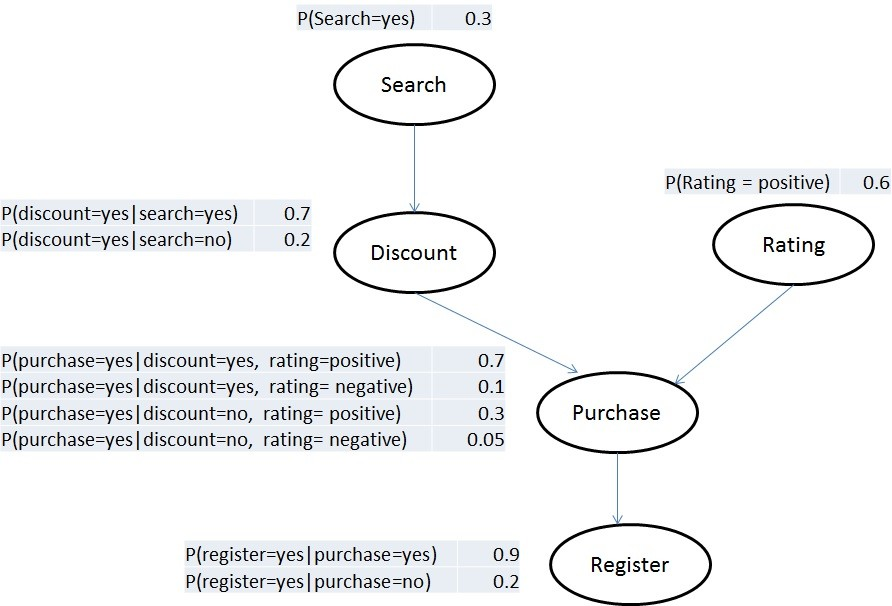 P(Search=yes) 0.3
Search
P(Rating = positive) 0.6
P(discount=yes|search=yes) 0.7
P(discount=yes|search=no) 0.2
Discount
Rating
P(purchase=yes|discount=yes, rating=positive) 0.7
P(purchase=yes|discount=yes, rating= negative) 0.1
P(purchase=yes|discount=no, rating= positive) 0.3
P(purchase=yes|discount=no, rating= negative) 0.05
Purchase
P(register=yes|purchase=yes) 0.9
P(register=yes|purchase=no) 0.2
Register